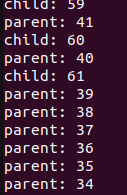 child: 59
parent: 41
child: 60
parent: 40
child: 61
parent: 39
parent: 38
parent: 37
parent: 36
parent: 35
parent: 34